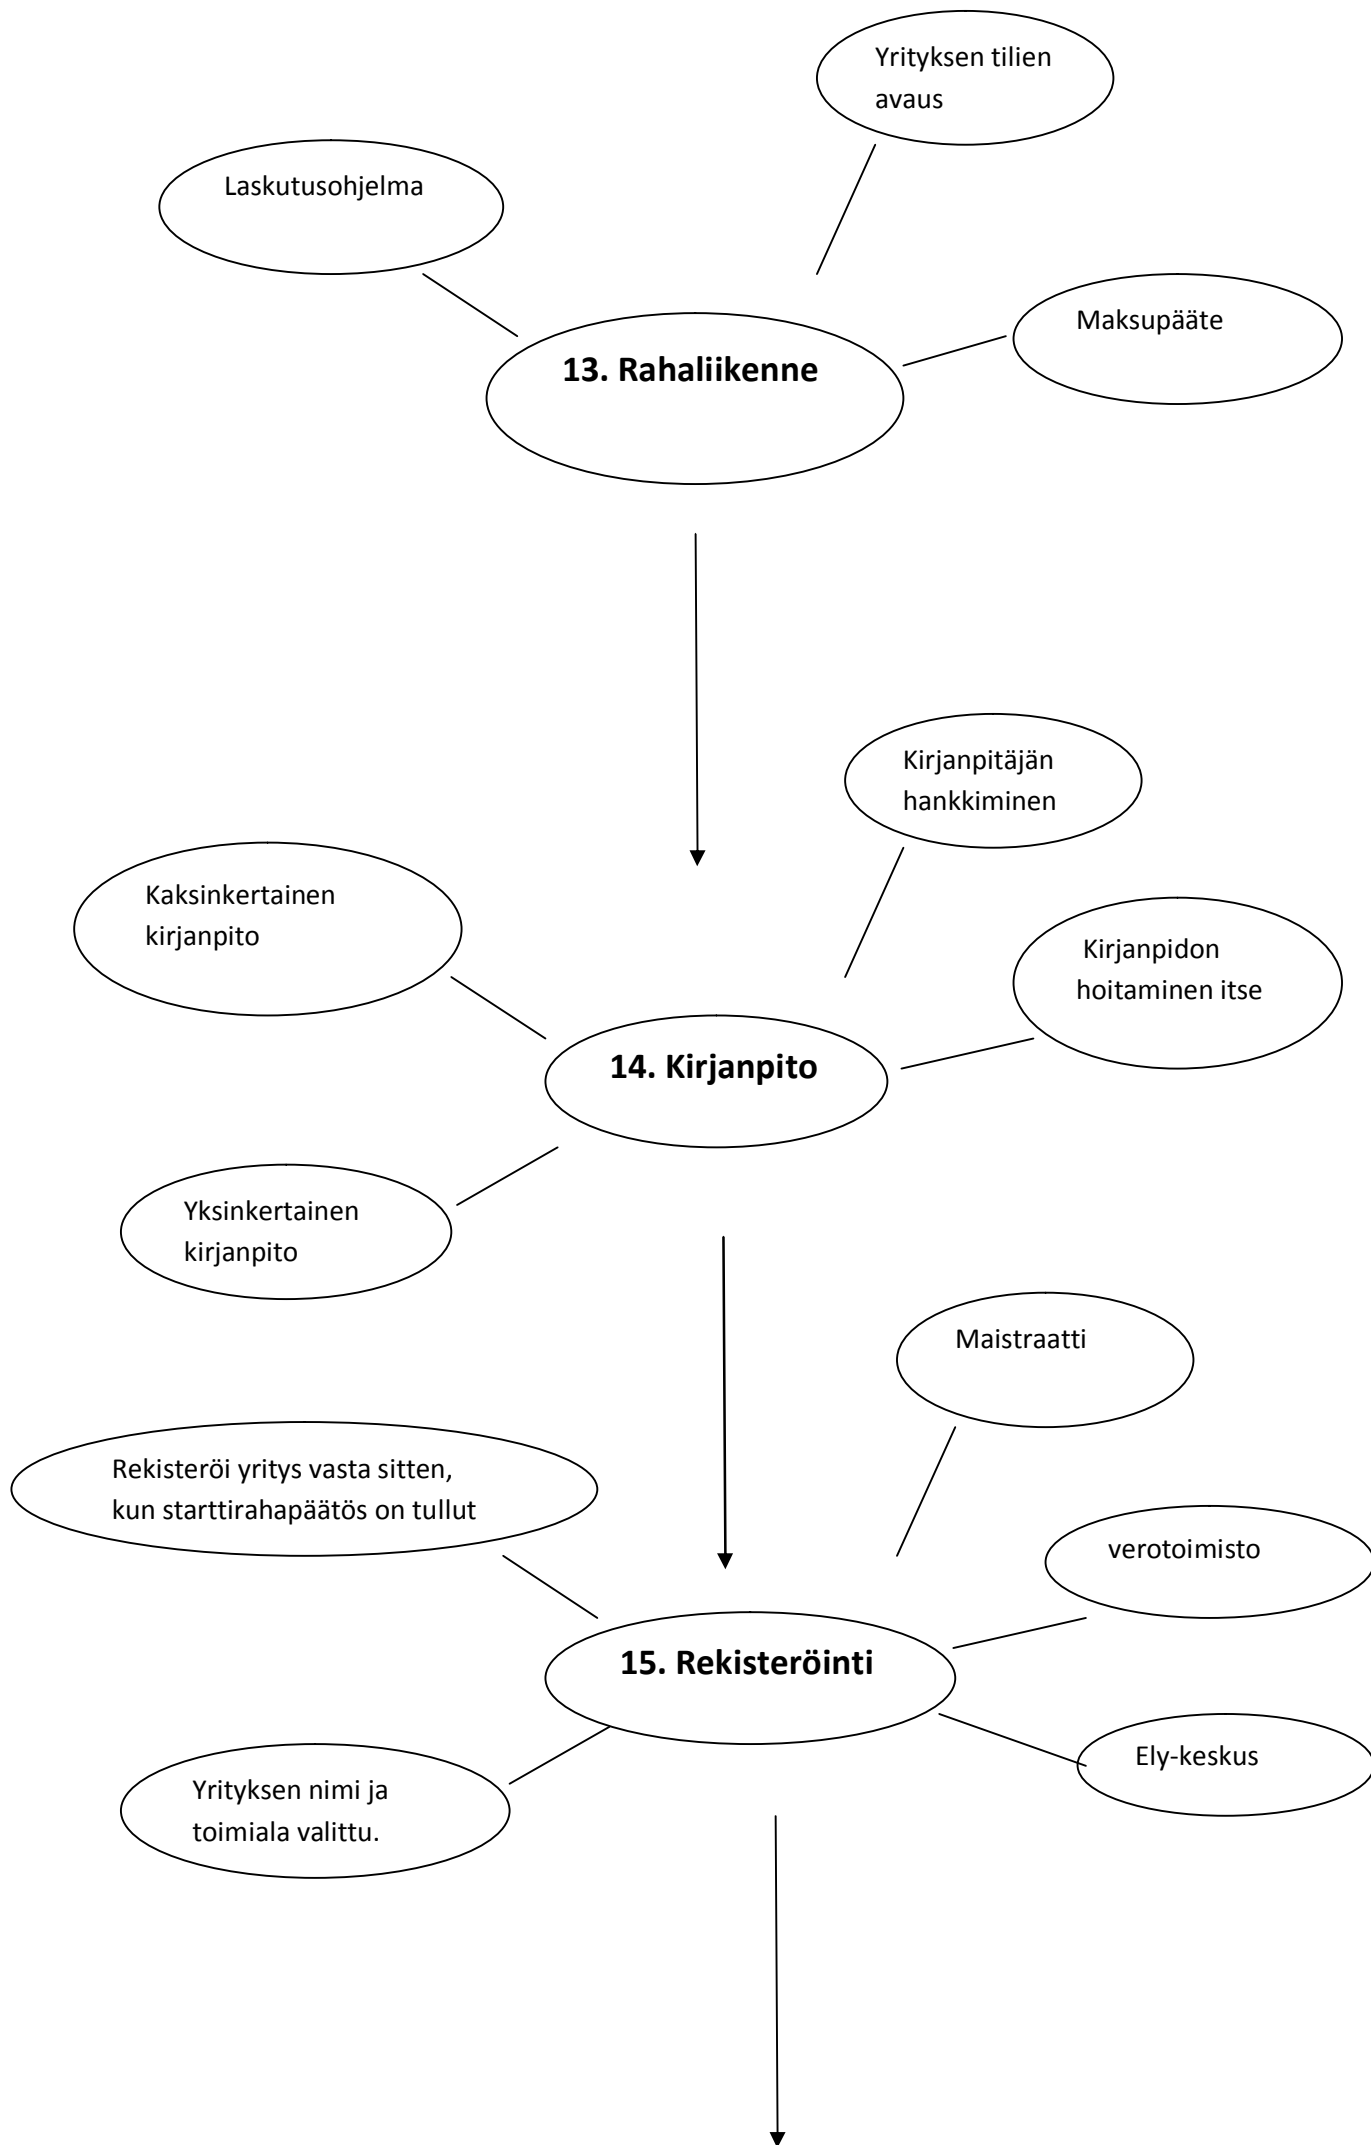 Yrityksen tilien
avaus
Laskutusohjelma
Maksupääte
13. Rahaliikenne
Kirjanpitäjän
hankkiminen
Kaksinkertainen
kirjanpito
Kirjanpidon
hoitaminen itse
14. Kirjanpito
Yksinkertainen
kirjanpito
Maistraatti
Rekisteröi yritys vasta sitten,
kun starttirahapäätös on tullut
verotoimisto
15. Rekisteröinti
Ely-keskus
Yrityksen nimi ja
toimiala valittu.